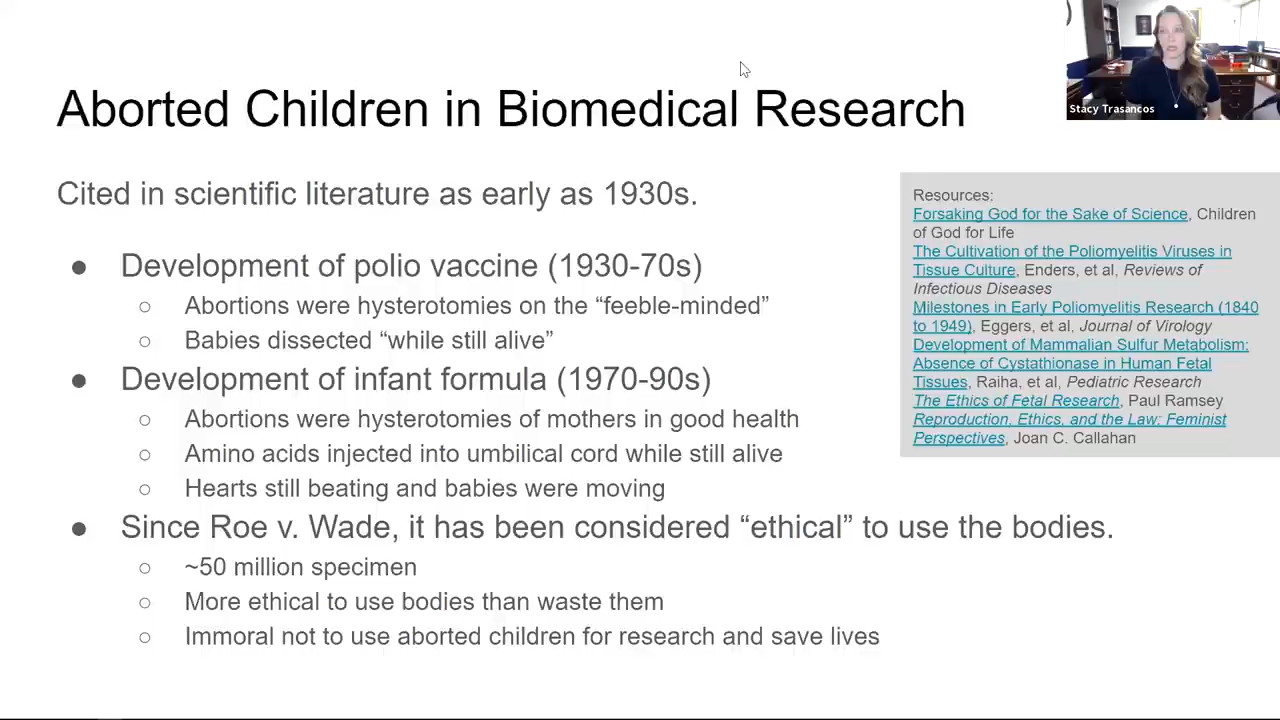 Stacy Trasancos
Aborted Children in Biomedical Research
Cited in scientific literature as early as 1930s.
● Development of polio vaccine (1930-70s)
○ Abortions were hysterotomies on the “feeble-minded”
○ Babies dissected “while still alive”
● Development of infant formula (1970-90s)
○ Abortions were hysterotomies of mothers in good health
○ Amino acids injected into umbilical cord while still alive
○ Hearts still beating and babies were moving
● Since Roe v. Wade, it has been considered “ethical” to use the bodies.
○ ~50 million specimen
○ More ethical to use bodies than waste them
○ Immoral not to use aborted children for research and save lives
Resources:
Forsaking God for the Sake of Science, Children
of God for Life
The Cultivation of the Poliomyelitis Viruses in
Tissue Culture, Enders, et al, Reviews of
Infectious Diseases
Milestones in Early Poliomyelitis Research (1840
to 1949), Eggers, et al, Journal of Virology
Development of Mammalian Sulfur Metabolism:
Absence of Cystathionase in Human Fetal
Tissues, Raiha, et al, Pediatric Research
The Ethics of Fetal Research, Paul Ramsey
Reproduction, Ethics, and the Law: Feminist
Perspectives, Joan C. Callahan